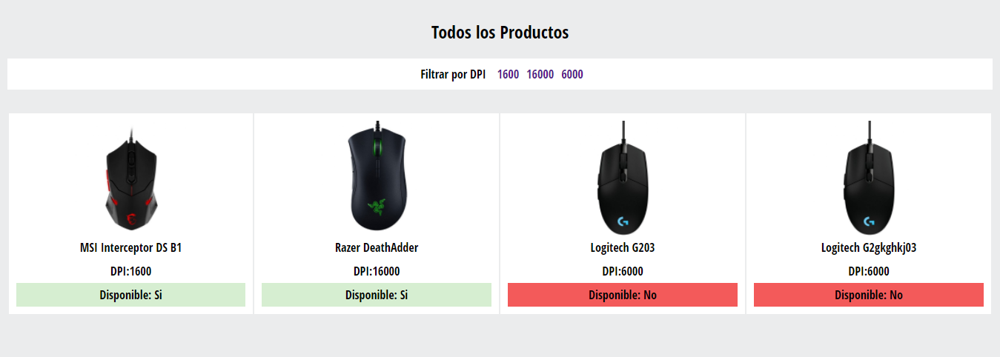 Todos los Productos
Filtrar por DPI 1600 16000 6000
MSI Interceptor DS B1
DPI:1600
Disponible: Si
Razer DeathAdder
DPI:16000
Disponible: Si
Logitech G203
DPI:6000
Disponible: No
Logitech G2gkghkj03
DPI:6000
Disponible: No